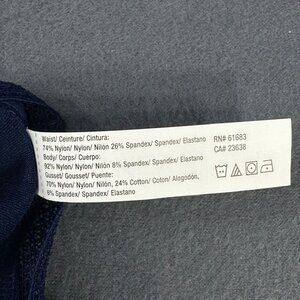 Waist/ Ceinture/ Cintura:
74% Nylon/ Nylon/ Nilón 26% Spandex/ Spandex/ Elastano
Body/ Corps/ Cuerpo:
92% Nylon/ Nylon/ Nilón 8% Spandex/ Spandex/ Elastano
Gusset/ Gousset/ Puente:
70% Nylon/ Nylon/ Nilón, 24% Cotton/ Coton/ Algodón,
6% Spandex/ Spandex/ Elastano
RN# 61683
CA# 23638